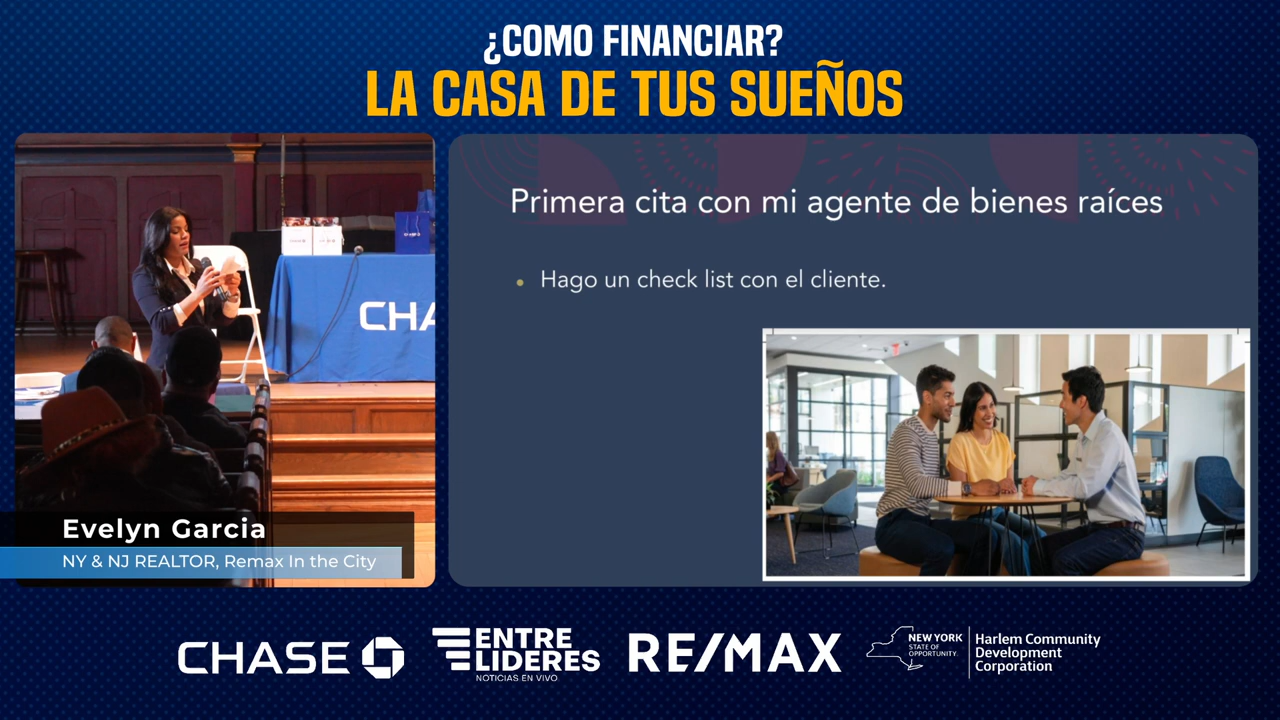 ¿COMO FINANCIAR?
LA CASA DE TUS SUEÑOS
Primera cita con mi agente de bienes raíces
• Hago un check list con el cliente.
CHA
Evelyn Garcia
NY & NJ REALTOR, Remax In the City
CHASE
ENTRE
LIDERES
NOTICIAS EN VIVO
RE/MAX
NEW YORK
STATE OF
OPPORTUNITY.
Harlem Community
Development
Corporation